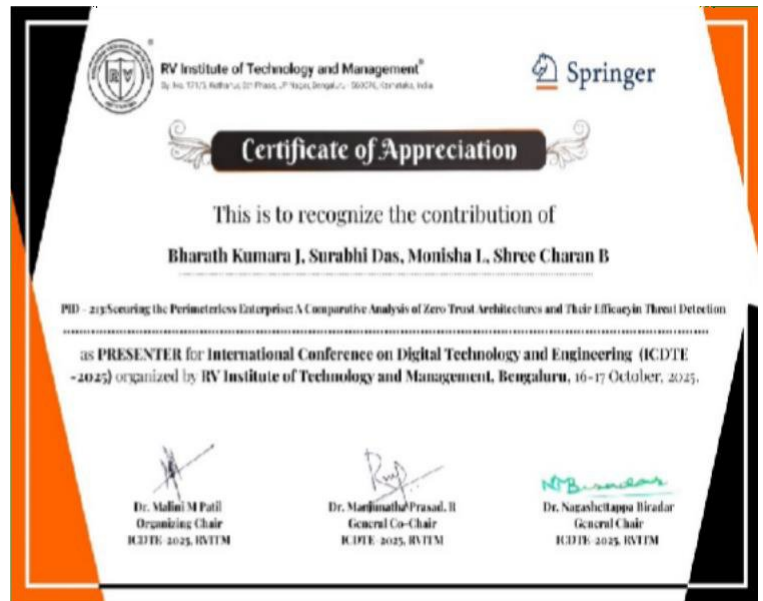 RV Institute of Technology and Management®
Springer
Certificate of Appreciation
This is to recognize the contribution of
Bharath Kumara J, Surabhi Das, Monisha L, Shree Charan B
PID - 213:Securing the Perimeterless Enterprise: A Comparative Analysis of Zero Trust Architectures and Their Efficacyin Threat Detection
as PRESENTER for International Conference on Digital Technology and Engineering (ICDTE
-2025) organized by RV Institute of Technology and Management, Bengaluru, 16-17 October, 2025.
Dr. Malini M Patil
Organizing Chair
ICDTE-2025, RVITM
Dr. Manjunatha Prasad. R
General Co-Chair
ICDTE-2025, RVITM
Dr. Nagashettappa Biradar
General Chair
ICDTE-2025, RVITM